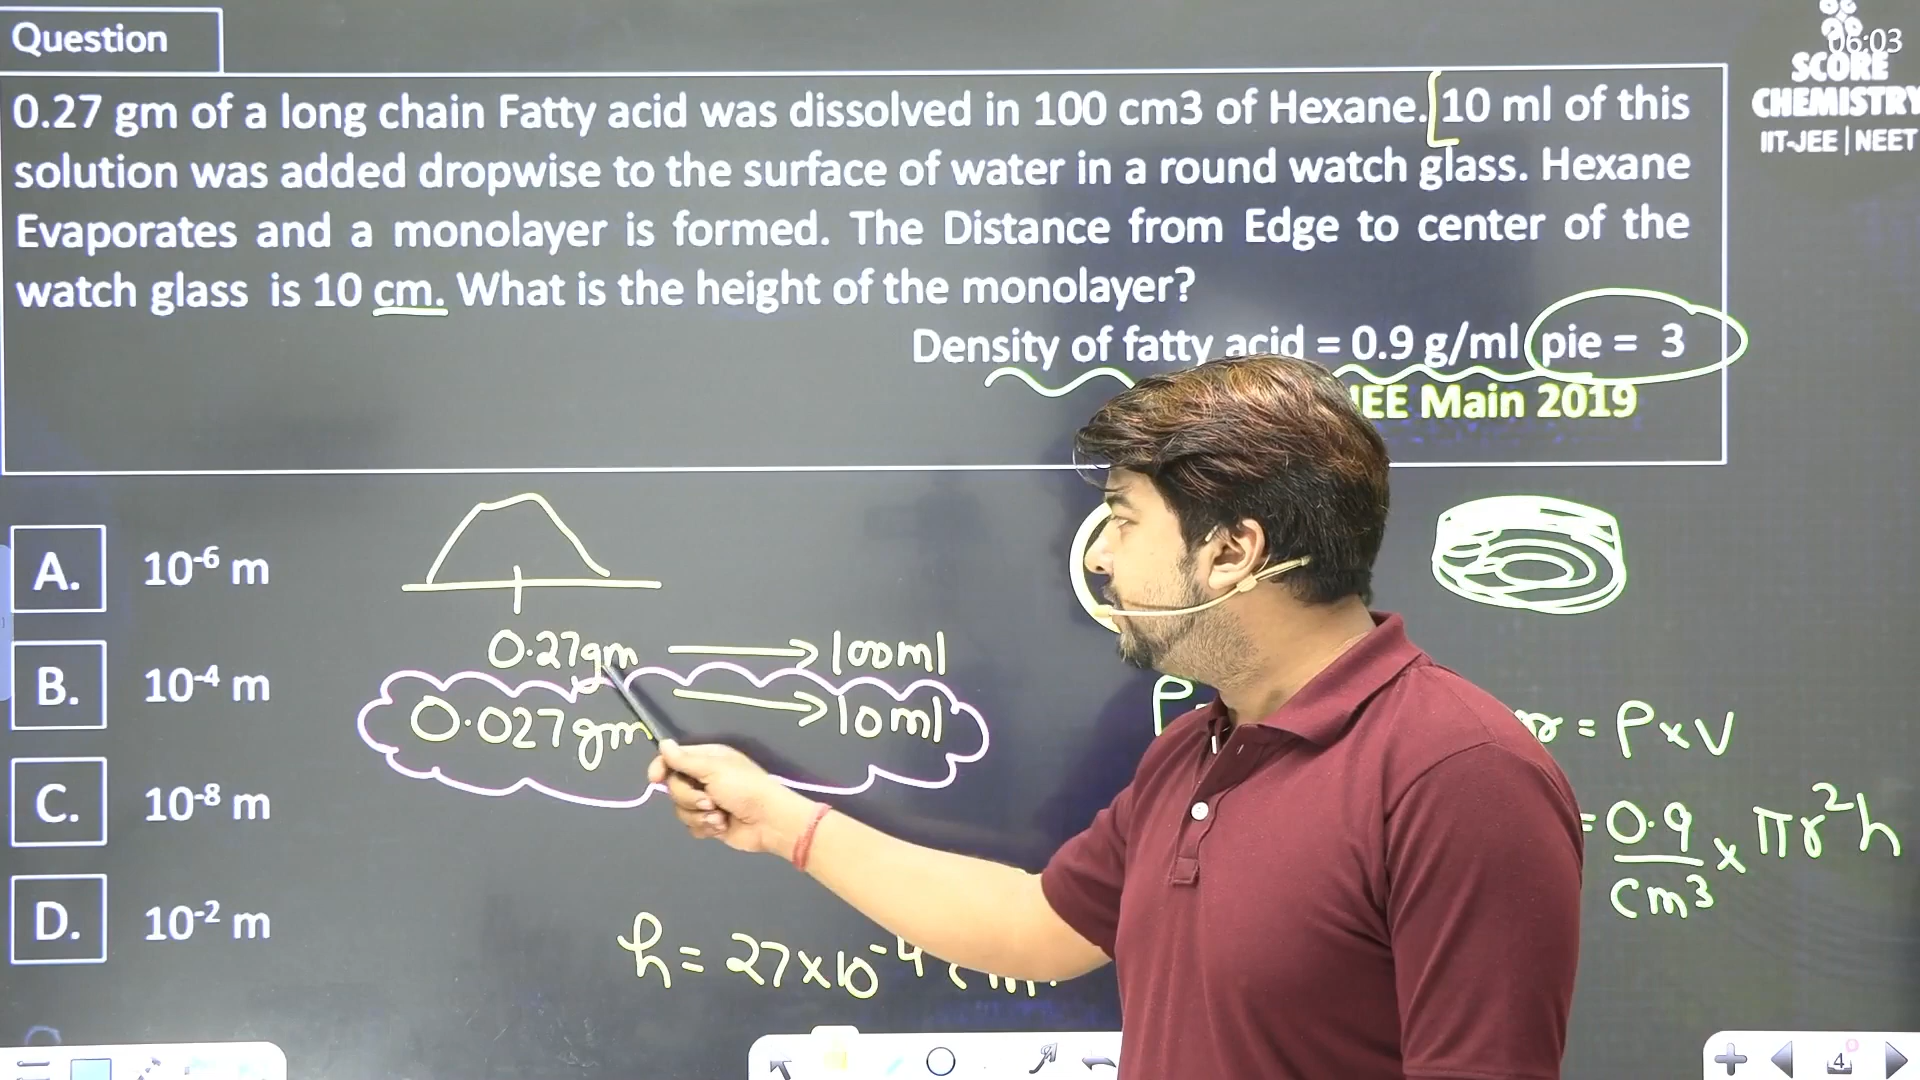 Question
06:03
SCORE
CHEMISTRY
IIT-JEE | NEET
0.27 gm of a long chain Fatty acid was dissolved in 100 cm3 of Hexane. 10 ml of this
solution was added dropwise to the surface of water in a round watch glass. Hexane
Evaporates and a monolayer is formed. The Distance from Edge to center of the
watch glass is 10 cm. What is the height of the monolayer?
Density of fatty acid = 0.9 g/ml pie = 3
JEE Main 2019
A. 10⁻⁶ m
B. 10⁻⁴ m
C. 10⁻⁸ m
D. 10⁻² m
0.27gm → 100ml
0.027gm → 10ml
= ρ×V
= 0.9/cm³ × πr²h
h = 27×10⁻⁴
4